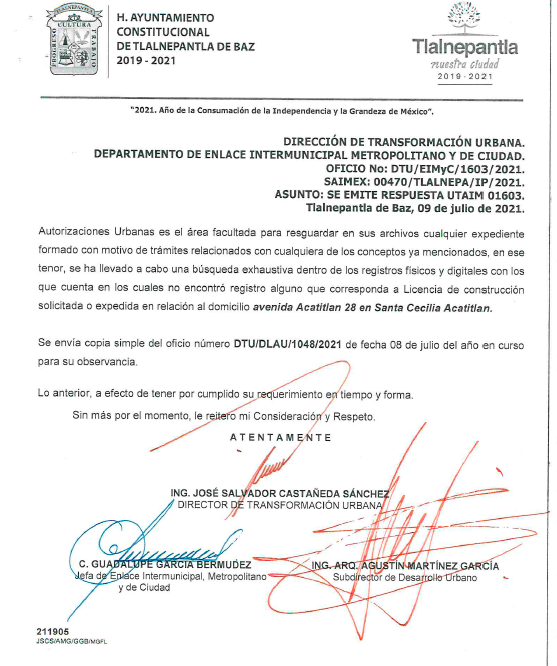 TLALNEPANTLA
CULTURA
PROGRESO
TRABAJO
H. AYUNTAMIENTO
CONSTITUCIONAL
DE TLALNEPANTLA DE BAZ
2019 - 2021
Tlalnepantla
nuestra ciudad
2019 - 2021
"2021. Año de la Consumación de la Independencia y la Grandeza de México".
DIRECCIÓN DE TRANSFORMACIÓN URBANA.
DEPARTAMENTO DE ENLACE INTERMUNICIPAL METROPOLITANO Y DE CIUDAD.
OFICIO No: DTU/EIMyC/1603/2021.
SAIMEX: 00470/TLALNEPA/IP/2021.
ASUNTO: SE EMITE RESPUESTA UTAIM 01603.
Tlalnepantla de Baz, 09 de julio de 2021.
Autorizaciones Urbanas es el área facultada para resguardar en sus archivos cualquier expediente
formado con motivo de trámites relacionados con cualquiera de los conceptos ya mencionados, en ese
tenor, se ha llevado a cabo una búsqueda exhaustiva dentro de los registros físicos y digitales con los
que cuenta en los cuales no encontró registro alguno que corresponda a Licencia de construcción
solicitada o expedida en relación al domicilio avenida Acatitlan 28 en Santa Cecilia Acatitlan.
Se envía copia simple del oficio número DTU/DLAU/1048/2021 de fecha 08 de julio del año en curso
para su observancia.
Lo anterior, a efecto de tener por cumplido su requerimiento en tiempo y forma.
Sin más por el momento, le reitero mi Consideración y Respeto.
ATENTAMENTE
ING. JOSÉ SALVADOR CASTAÑEDA SÁNCHEZ
DIRECTOR DE TRANSFORMACIÓN URBANA
C. GUADALUPE GARCIA BERMUDEZ
Jefa de Enlace Intermunicipal, Metropolitano
y de Ciudad
ING. ARQ. AGUSTÍN MARTÍNEZ GARCÍA
Subdirector de Desarrollo Urbano
211905
JSCS/AMG/GGB/MGFL